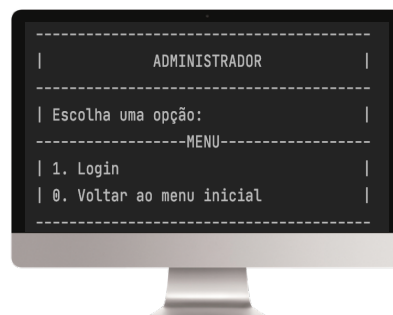 ----------------------------------------
| ADMINISTRADOR |
----------------------------------------
| Escolha uma opção: |
------------------MENU------------------
| 1. Login |
| 0. Voltar ao menu inicial |
----------------------------------------